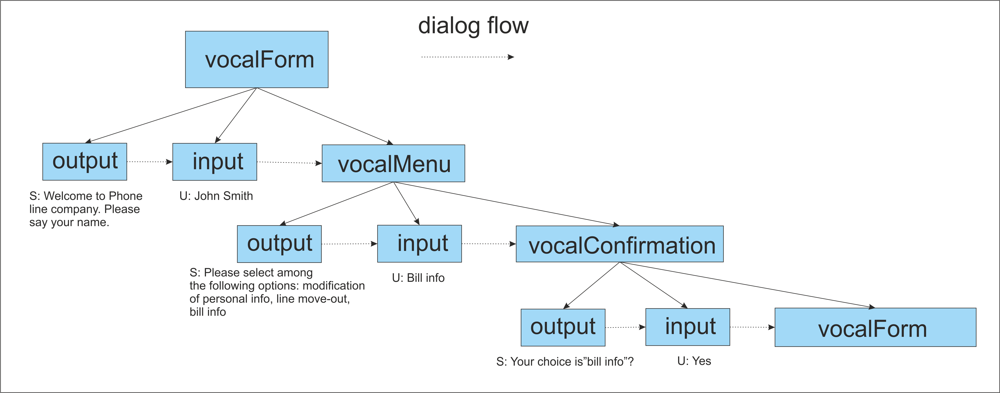 dialog flow
vocalForm
output
input
vocalMenu
S: Welcome to Phone
line company. Please
say your name.
U: John Smith
output
input
vocalConfirmation
S: Please select among
the following options: modification
of personal info, line move-out,
bill info
U: Bill info
output
input
vocalForm
S: Your choice is”bill info”?
U: Yes